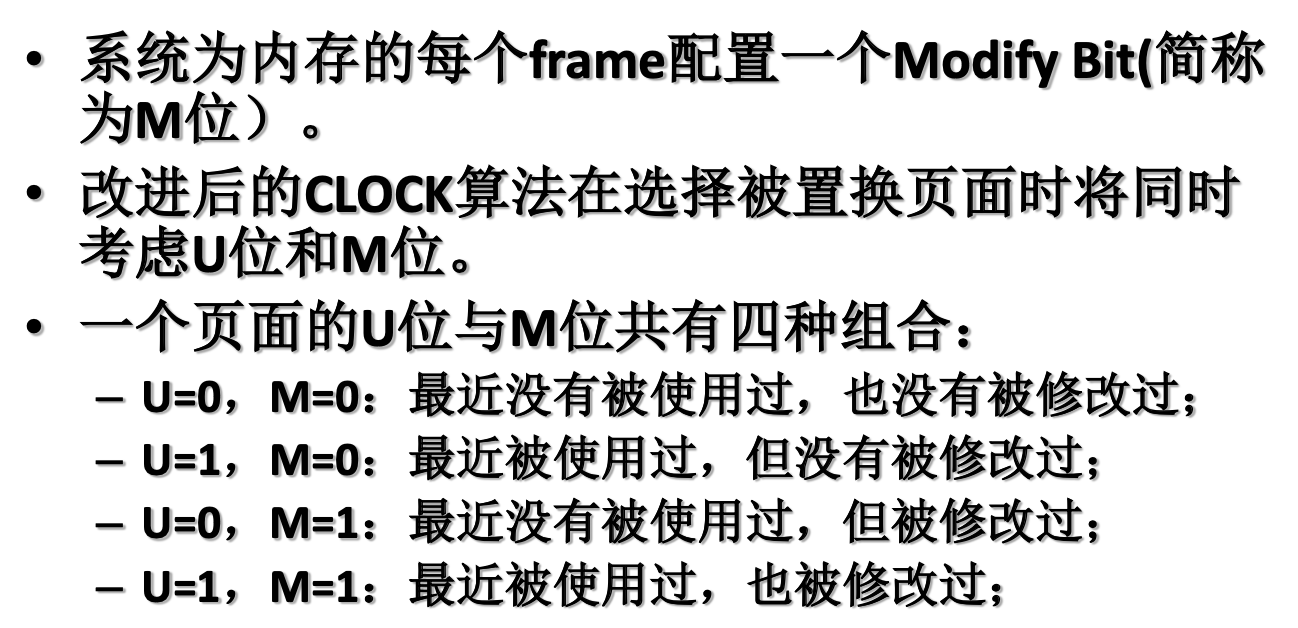 • 系统为内存的每个frame配置一个Modify Bit(简称
为M位）。
• 改进后的CLOCK算法在选择被置换页面时将同时
考虑U位和M位。
• 一个页面的U位与M位共有四种组合：
– U=0，M=0：最近没有被使用过，也没有被修改过；
– U=1，M=0：最近被使用过，但没有被修改过；
– U=0，M=1：最近没有被使用过，但被修改过；
– U=1，M=1：最近被使用过，也被修改过；